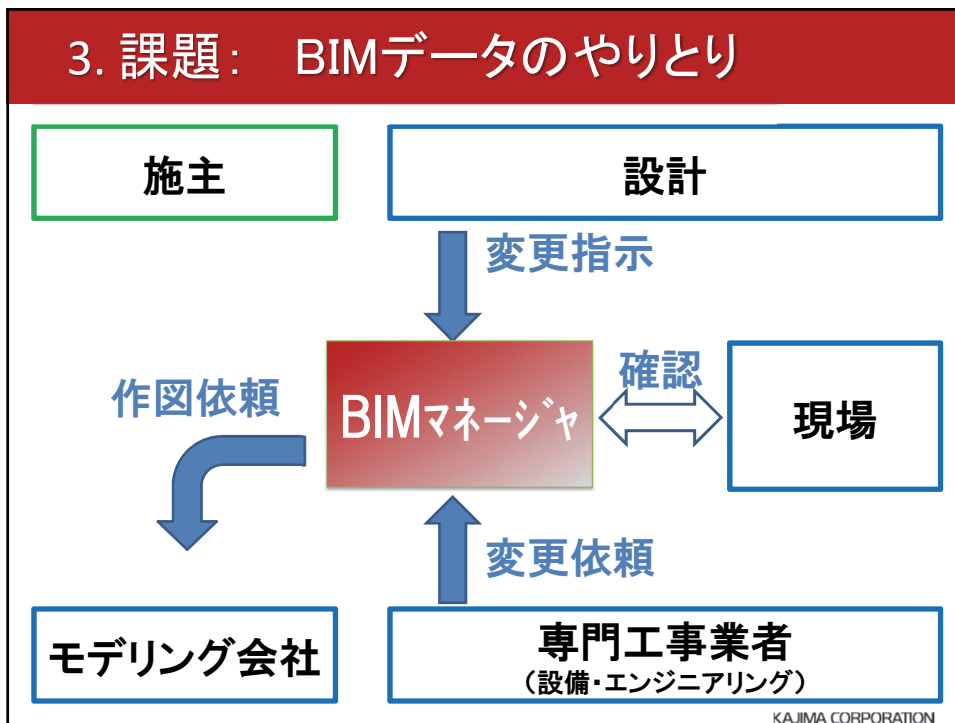 3. 課題： BIMデータのやりとり
施主
設計
変更指示
作図依頼
BIMマネージャ
確認
現場
変更依頼
モデリング会社
専門工事業者
（設備・エンジニアリング）
KAJIMA CORPORATION